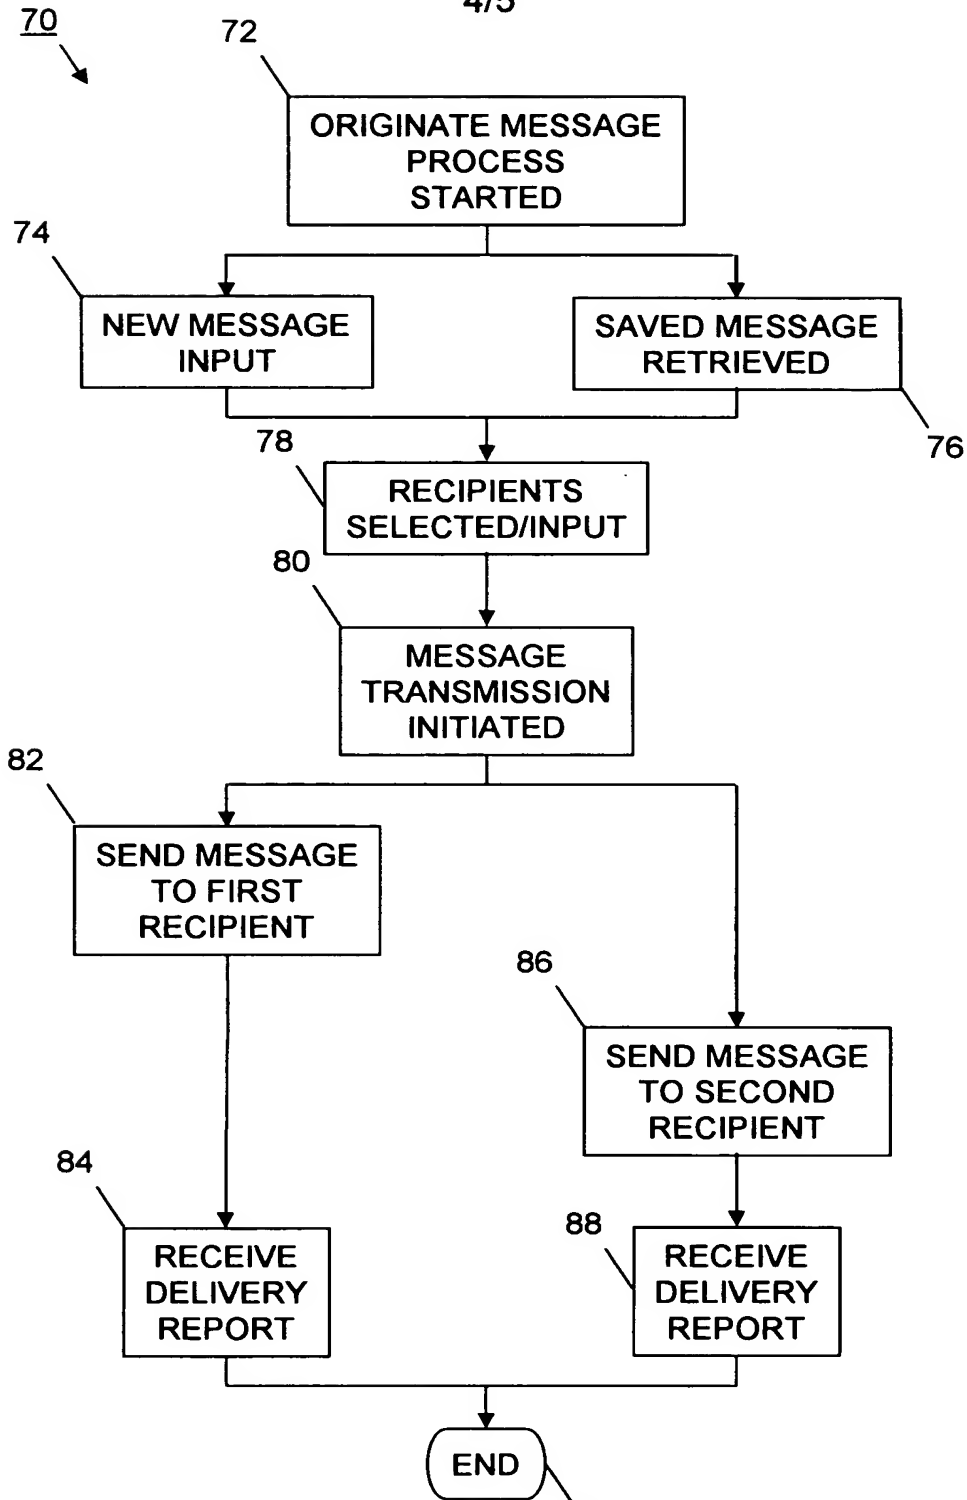 4/5
70
72
ORIGINATE MESSAGE
PROCESS
STARTED
74
NEW MESSAGE
INPUT
SAVED MESSAGE
RETRIEVED
76
78
RECIPIENTS
SELECTED/INPUT
80
MESSAGE
TRANSMISSION
INITIATED
82
SEND MESSAGE
TO FIRST
RECIPIENT
86
SEND MESSAGE
TO SECOND
RECIPIENT
84
RECEIVE
DELIVERY
REPORT
88
RECEIVE
DELIVERY
REPORT
END